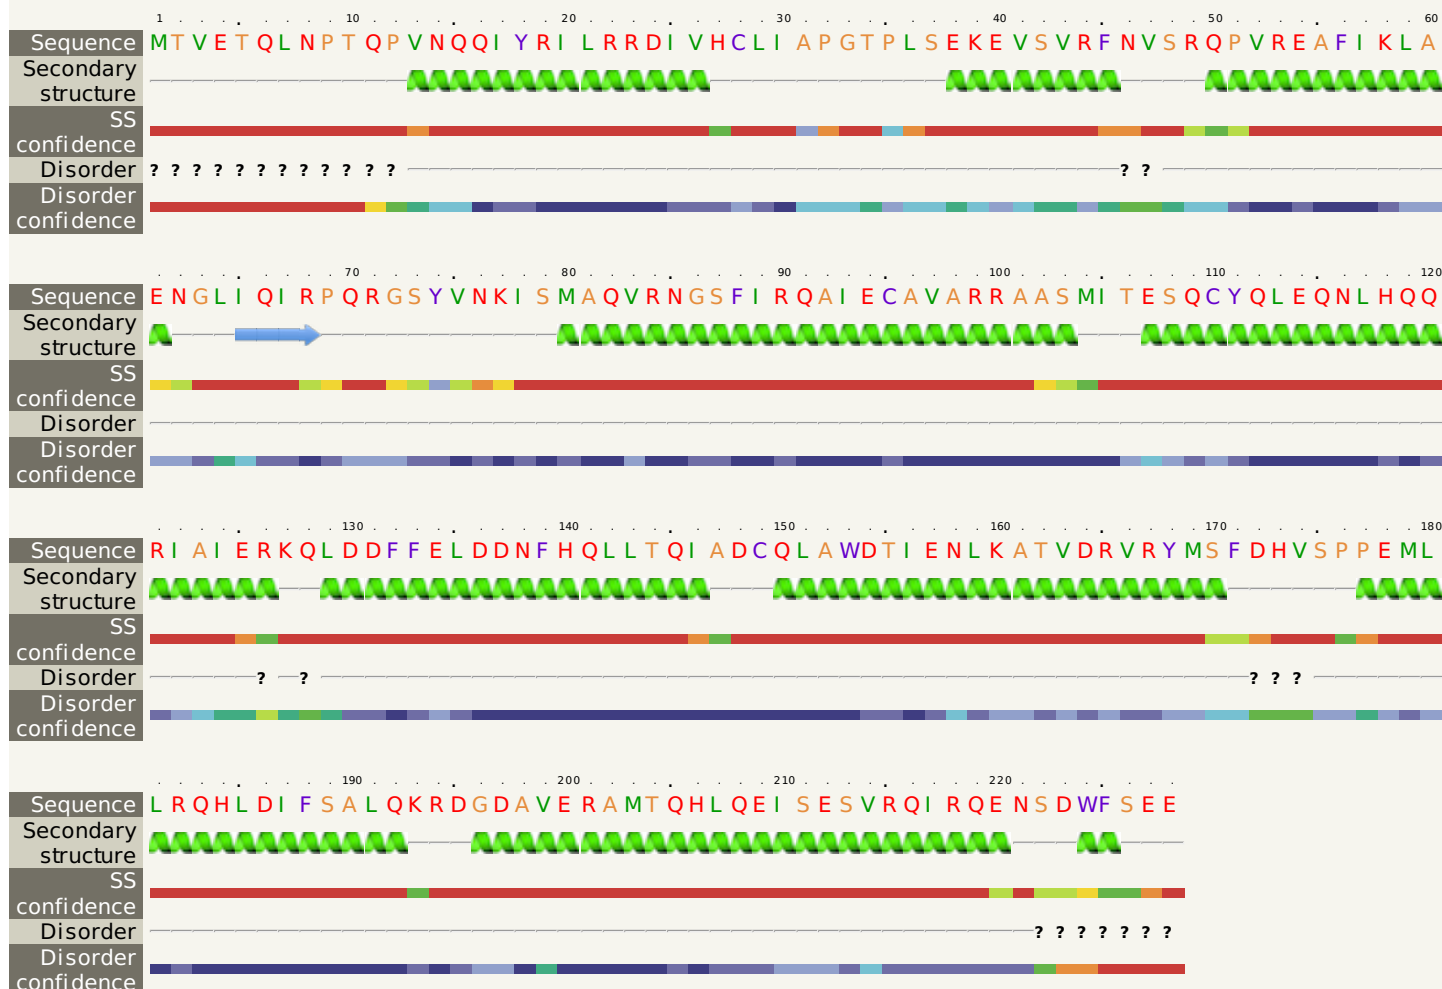 1 10 20 30 40 50 60
Sequence MTVETQLNPTQPVNQQIYRILRRDIVHCLIAPGTPLSEKEVSVRFNVSRQPVREAFIKLA
Secondary
structure
SS
confidence
Disorder ? ? ? ? ? ? ? ? ? ? ? ? ? ?
Disorder
confidence
70 80 90 100 110 120
Sequence ENGLIQIRPQRGSYVNKISMAQVRNGSFIRQAIECAVARRAASMITESQCYQLEQNLHQQ
Secondary
structure
SS
confidence
Disorder
Disorder
confidence
130 140 150 160 170 180
Sequence RIAIERKQLDDFFELDDNFHQLLTQIADCQLAWDTIENLKATVDRVRYMSFDHVSPPEML
Secondary
structure
SS
confidence
Disorder ? ? ? ? ?
Disorder
confidence
190 200 210 220
Sequence LRQHLDIFSALQKRDGDAVERAMTQHLQEISESVRQIRQENSDWFSEE
Secondary
structure
SS
confidence
Disorder ? ? ? ? ? ? ?
Disorder
confidence